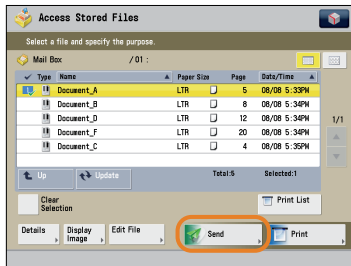 Access Stored Files
Select a file and specify the purpose.
Mail Box /01 :
Type Name Paper Size Page Date/Time
1 Document_A LTR 5 08/08 5:33PM
Document_B LTR 8 08/08 5:34PM
Document_D LTR 12 08/08 5:34PM
Document_F LTR 20 08/08 5:34PM
Document_C LTR 4 08/08 5:35PM
1/1
Up Update Total:5 Selected:1
Clear
Selection
Print List
Details Display
Image
Edit File Send Print